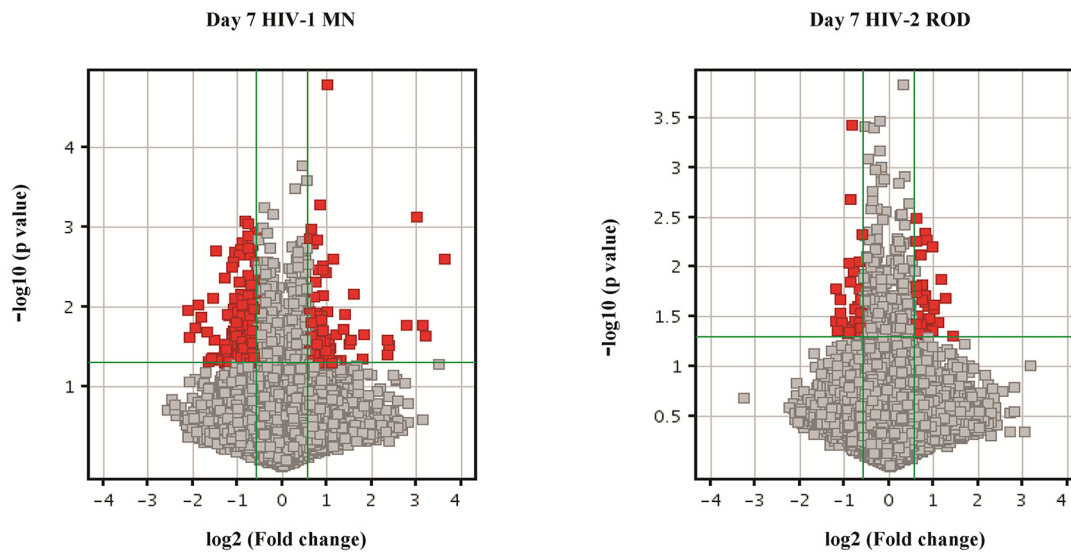 Day 7 HIV-1 MN
Day 7 HIV-2 ROD
-log10 (p value)
4
3
2
1
-4 -3 -2 -1 0 1 2 3 4
log2 (Fold change)
-log10 (p value)
3.5
3
2.5
2
1.5
1
0.5
-4 -3 -2 -1 0 1 2 3 4
log2 (Fold change)